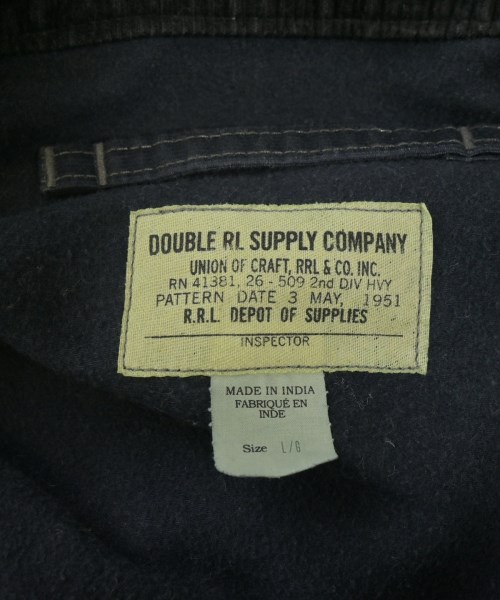 DOUBLE RL SUPPLY COMPANY
UNION OF CRAFT, RRL & CO. INC.
RN 41381, 26 - 509 2nd DIV HVY
PATTERN DATE 3 MAY, 1951
R.R.L. DEPOT OF SUPPLIES
INSPECTOR
MADE IN INDIA
FABRIQUÉ EN
INDE
Size L/G